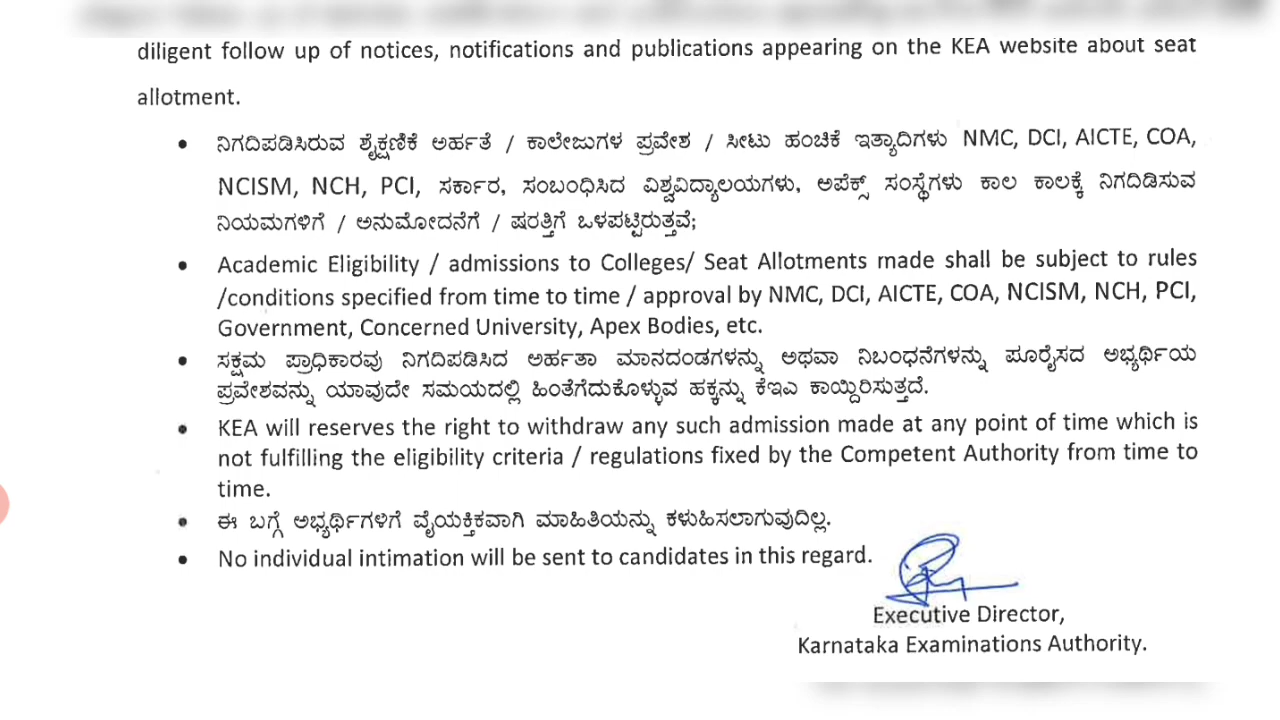 diligent follow up of notices, notifications and publications appearing on the KEA website about seat
allotment.
• ನಿಗದಿಪಡಿಸಿರುವ ಶೈಕ್ಷಣಿಕೆ ಅರ್ಹತೆ / ಕಾಲೇಜುಗಳ ಪ್ರವೇಶ / ಸೀಟು ಹಂಚಿಕೆ ಇತ್ಯಾದಿಗಳು NMC, DCI, AICTE, COA,
NCISM, NCH, PCI, ಸರ್ಕಾರ, ಸಂಬಂಧಿಸಿದ ವಿಶ್ವವಿದ್ಯಾಲಯಗಳು, ಅಪೆಕ್ಸ್ ಸಂಸ್ಥೆಗಳು ಕಾಲ ಕಾಲಕ್ಕೆ ನಿಗದಿಡಿಸುವ
ನಿಯಮಗಳಿಗೆ / ಅನುಮೋದನೆಗೆ / ಷರತ್ತಿಗೆ ಒಳಪಟ್ಟಿರುತ್ತವೆ;
• Academic Eligibility / admissions to Colleges/ Seat Allotments made shall be subject to rules
/conditions specified from time to time / approval by NMC, DCI, AICTE, COA, NCISM, NCH, PCI,
Government, Concerned University, Apex Bodies, etc.
• ಸಕ್ಷಮ ಪ್ರಾಧಿಕಾರವು ನಿಗದಿಪಡಿಸಿದ ಅರ್ಹತಾ ಮಾನದಂಡಗಳನ್ನು ಅಥವಾ ನಿಬಂಧನೆಗಳನ್ನು ಪೂರೈಸದ ಅಭ್ಯರ್ಥಿಯ
ಪ್ರವೇಶವನ್ನು ಯಾವುದೇ ಸಮಯದಲ್ಲಿ ಹಿಂತೆಗೆದುಕೊಳ್ಳುವ ಹಕ್ಕನ್ನು ಕೆಇಎ ಕಾಯ್ದಿರಿಸುತ್ತದೆ.
• KEA will reserves the right to withdraw any such admission made at any point of time which is
not fulfilling the eligibility criteria / regulations fixed by the Competent Authority from time to
time.
• ಈ ಬಗ್ಗೆ ಅಭ್ಯರ್ಥಿಗಳಿಗೆ ವೈಯಕ್ತಿಕವಾಗಿ ಮಾಹಿತಿಯನ್ನು ಕಳುಹಿಸಲಾಗುವುದಿಲ್ಲ.
• No individual intimation will be sent to candidates in this regard.
Executive Director,
Karnataka Examinations Authority.